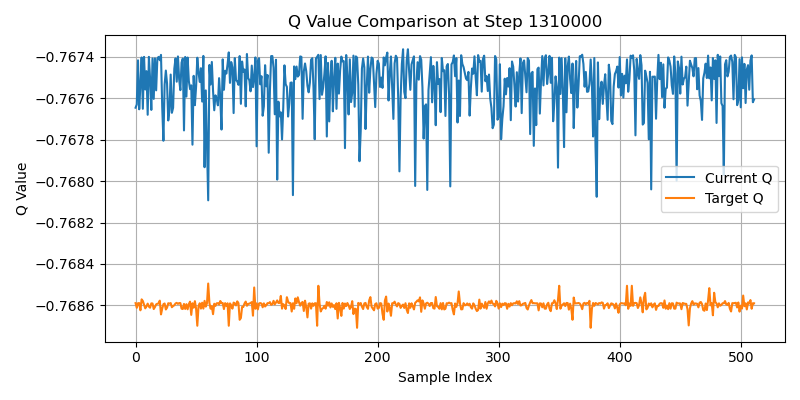 Q Value Comparison at Step 1310000
Q Value
−0.7674
−0.7676
−0.7678
−0.7680
−0.7682
−0.7684
−0.7686
Current Q
Target Q
0 100 200 300 400 500
Sample Index